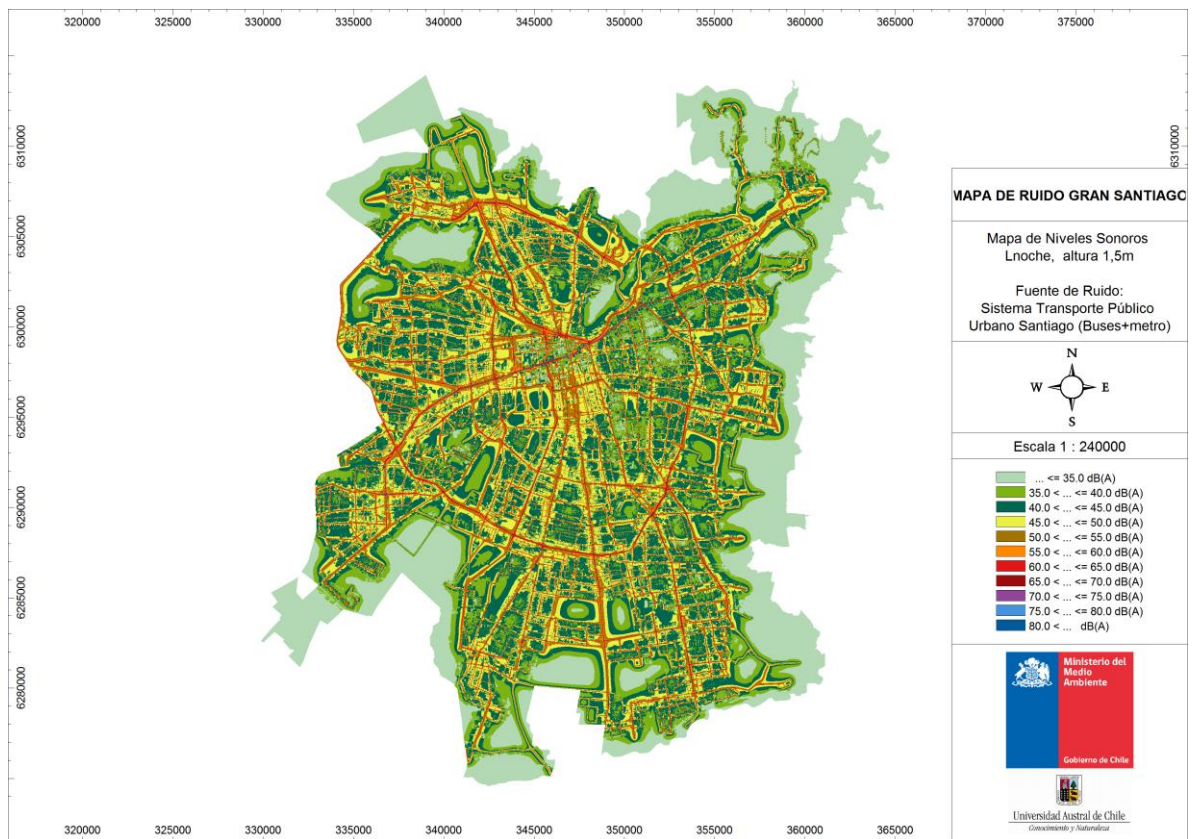 320000 325000 330000 335000 340000 345000 350000 355000 360000 365000 370000 375000
6310000
6305000
6300000
6295000
6290000
6285000
6280000
6310000
MAPA DE RUIDO GRAN SANTIAGO
Mapa de Niveles Sonoros
Lnoche, altura 1,5m
Fuente de Ruido:
Sistema Transporte Público
Urbano Santiago (Buses+metro)
N
W E
S
Escala 1 : 240000
... <= 35.0 dB(A)
35.0 < ... <= 40.0 dB(A)
40.0 < ... <= 45.0 dB(A)
45.0 < ... <= 50.0 dB(A)
50.0 < ... <= 55.0 dB(A)
55.0 < ... <= 60.0 dB(A)
60.0 < ... <= 65.0 dB(A)
65.0 < ... <= 70.0 dB(A)
70.0 < ... <= 75.0 dB(A)
75.0 < ... <= 80.0 dB(A)
80.0 < ... dB(A)
Ministerio del
Medio
Ambiente
Gobierno de Chile
Universidad Austral de Chile
Conocimiento y Naturaleza
320000 325000 330000 335000 340000 345000 350000 355000 360000 365000 370000 375000